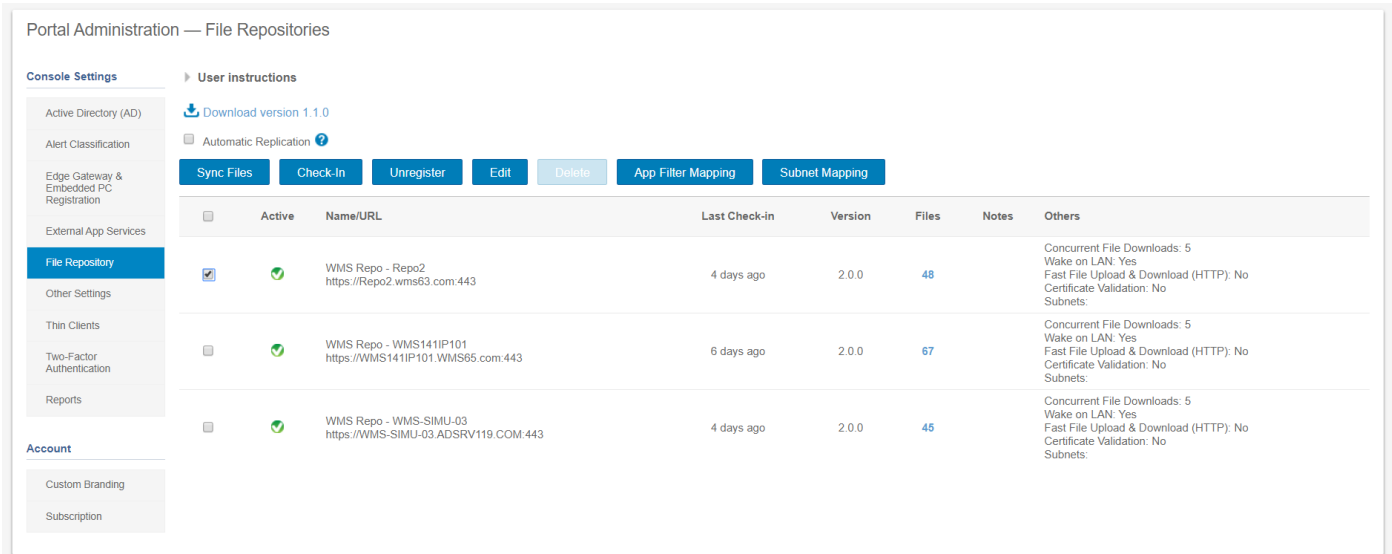 Portal Administration — File Repositories
Console Settings
Active Directory (AD)
Alert Classification
Edge Gateway &
Embedded PC
Registration
External App Services
File Repository
Other Settings
Thin Clients
Two-Factor
Authentication
Reports
Account
Custom Branding
Subscription
User instructions
Download version 1.1.0
Automatic Replication ?
Sync Files Check-In Unregister Edit Delete App Filter Mapping Subnet Mapping
Active Name/URL Last Check-in Version Files Notes Others
WMS Repo - Repo2
https://Repo2.wms63.com:443
4 days ago 2.0.0 48
Concurrent File Downloads: 5
Wake on LAN: Yes
Fast File Upload & Download (HTTP): No
Certificate Validation: No
Subnets:
WMS Repo - WMS141IP101
https://WMS141IP101.WMS65.com:443
6 days ago 2.0.0 67
Concurrent File Downloads: 5
Wake on LAN: Yes
Fast File Upload & Download (HTTP): No
Certificate Validation: No
Subnets:
WMS Repo - WMS-SIMU-03
https://WMS-SIMU-03.ADSRV119.COM:443
4 days ago 2.0.0 45
Concurrent File Downloads: 5
Wake on LAN: Yes
Fast File Upload & Download (HTTP): No
Certificate Validation: No
Subnets: